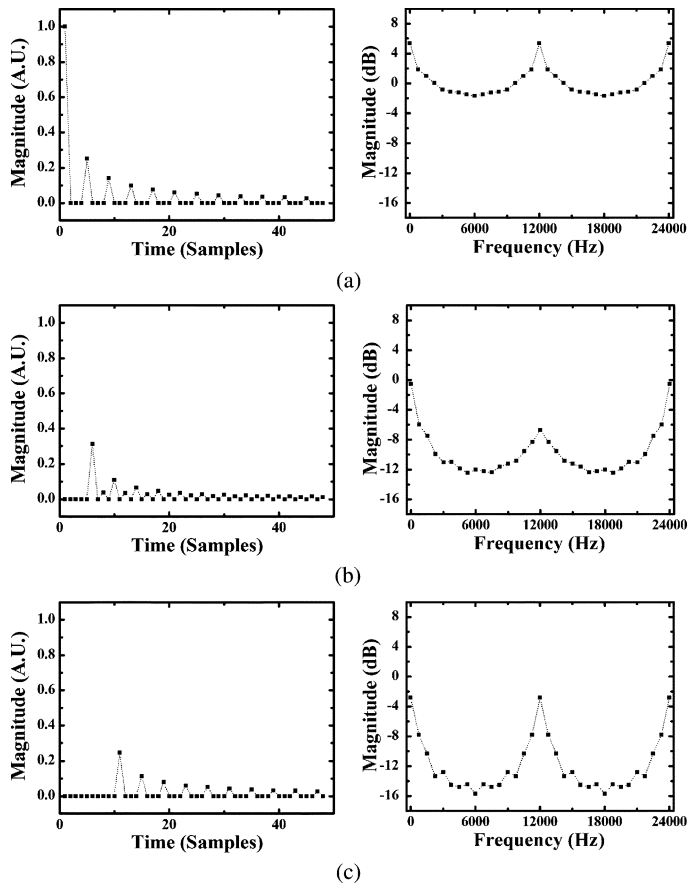 Magnitude (A.U.)
1.0
0.8
0.6
0.4
0.2
0.0
0 20 40
Time (Samples)
Magnitude (dB)
8
4
0
-4
-8
-12
-16
0 6000 12000 18000 24000
Frequency (Hz)
(a)
Magnitude (A.U.)
1.0
0.8
0.6
0.4
0.2
0.0
0 20 40
Time (Samples)
Magnitude (dB)
8
4
0
-4
-8
-12
-16
0 6000 12000 18000 24000
Frequency (Hz)
(b)
Magnitude (A.U.)
1.0
0.8
0.6
0.4
0.2
0.0
0 20 40
Time (Samples)
Magnitude (dB)
8
4
0
-4
-8
-12
-16
0 6000 12000 18000 24000
Frequency (Hz)
(c)